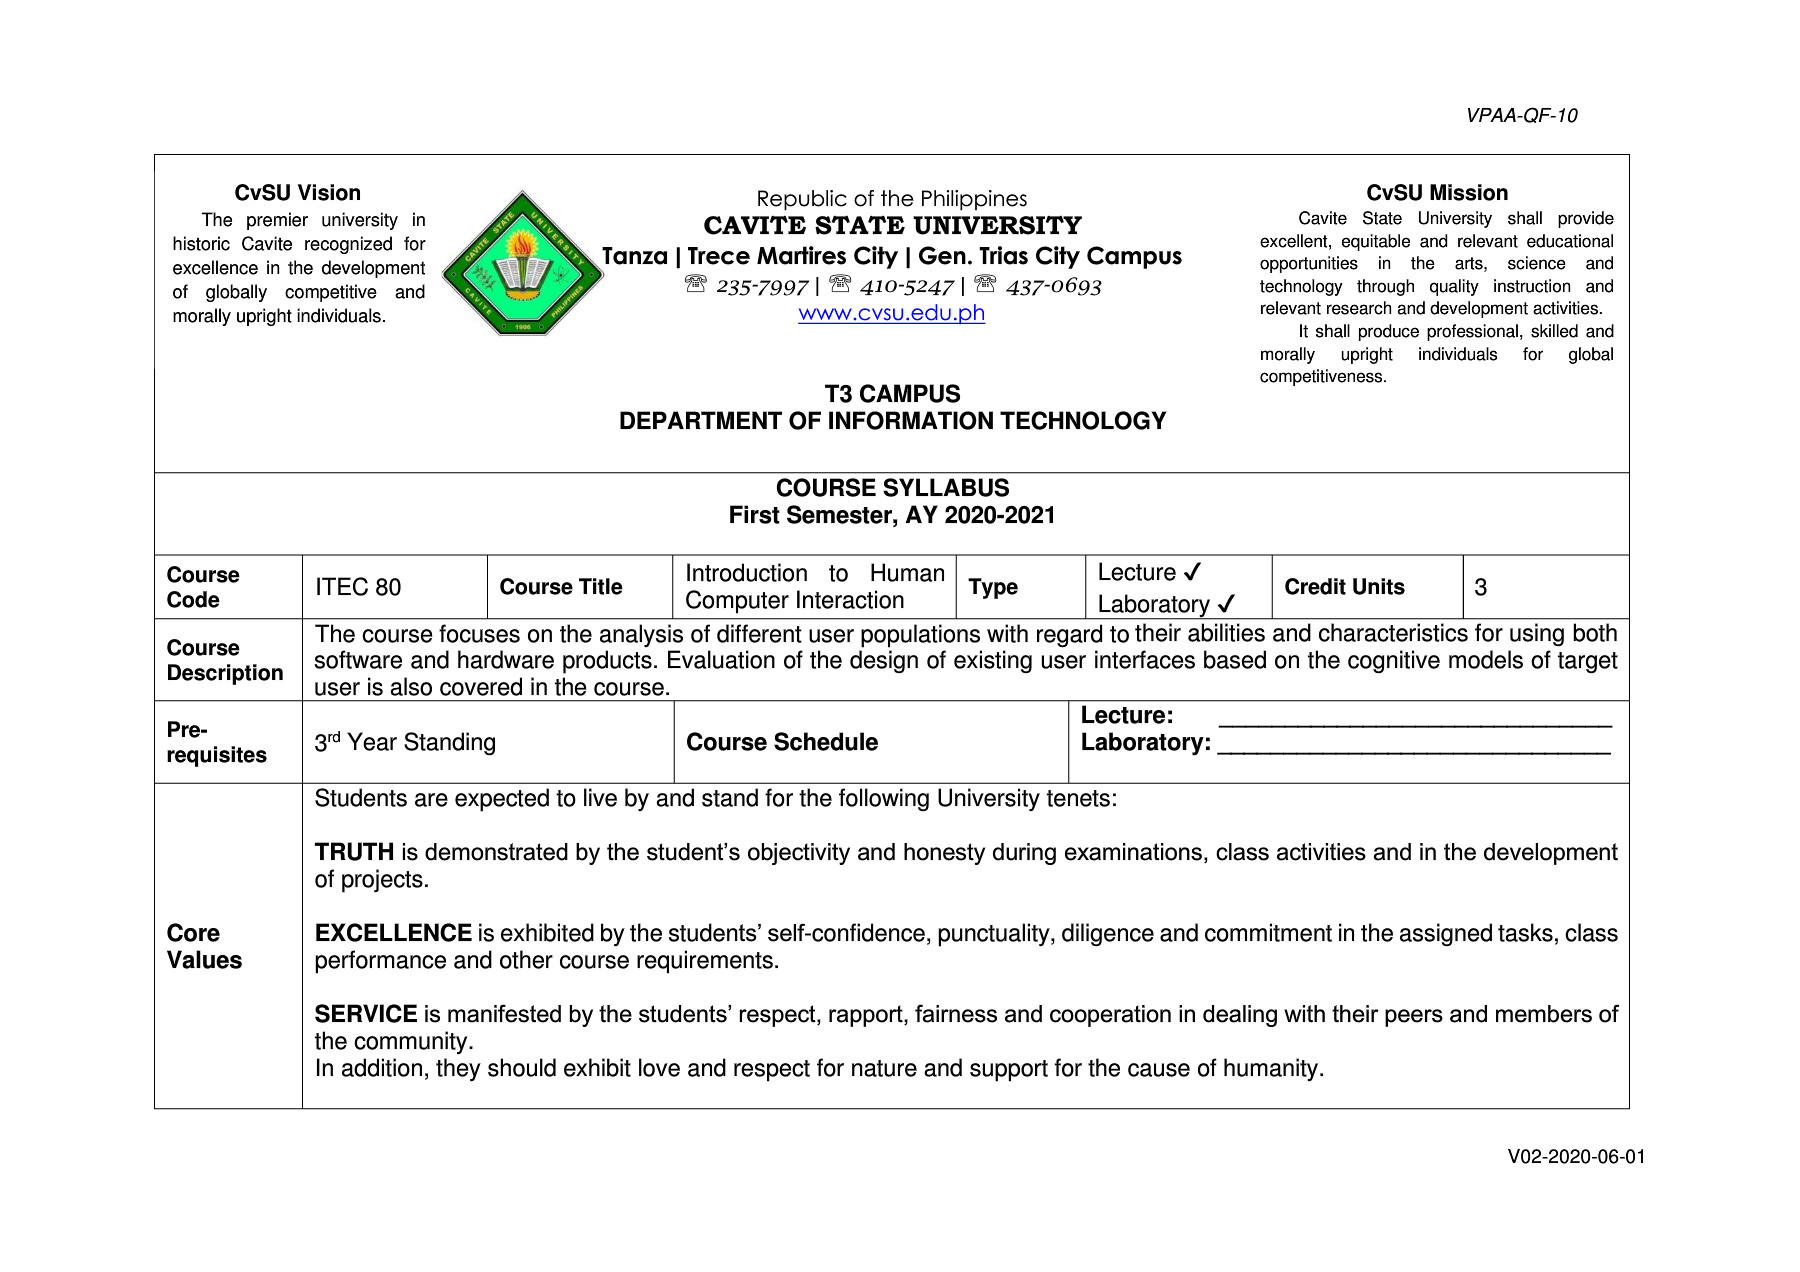 VPAA-QF-10
CvSU Vision
The premier university in
historic Cavite recognized for
excellence in the development
of globally competitive and
morally upright individuals.
CAVITE STATE UNIVERSITY
CAVITE PHILIPPINES
1906
Republic of the Philippines
CAVITE STATE UNIVERSITY
Tanza | Trece Martires City | Gen. Trias City Campus
☏ 235-7997 | ☏ 410-5247 | ☏ 437-0693
www.cvsu.edu.ph
T3 CAMPUS
DEPARTMENT OF INFORMATION TECHNOLOGY
CvSU Mission
Cavite State University shall provide
excellent, equitable and relevant educational
opportunities in the arts, science and
technology through quality instruction and
relevant research and development activities.
It shall produce professional, skilled and
morally upright individuals for global
competitiveness.
COURSE SYLLABUS
First Semester, AY 2020-2021
Course
Code
ITEC 80
Course Title
Introduction to Human
Computer Interaction
Type
Lecture ✓
Laboratory ✓
Credit Units
3
Course
Description
The course focuses on the analysis of different user populations with regard to their abilities and characteristics for using both
software and hardware products. Evaluation of the design of existing user interfaces based on the cognitive models of target
user is also covered in the course.
Pre-
requisites
3rd Year Standing
Course Schedule
Lecture: ______________________________
Laboratory: ______________________________
Core
Values
Students are expected to live by and stand for the following University tenets:
TRUTH is demonstrated by the student’s objectivity and honesty during examinations, class activities and in the development
of projects.
EXCELLENCE is exhibited by the students’ self-confidence, punctuality, diligence and commitment in the assigned tasks, class
performance and other course requirements.
SERVICE is manifested by the students’ respect, rapport, fairness and cooperation in dealing with their peers and members of
the community.
In addition, they should exhibit love and respect for nature and support for the cause of humanity.
V02-2020-06-01